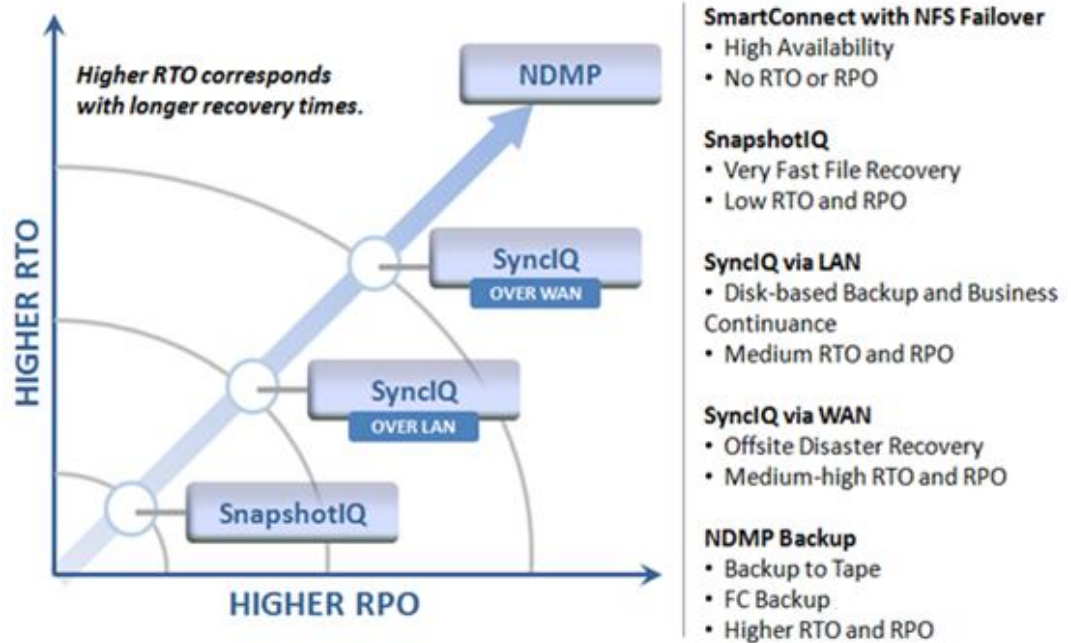 Higher RTO corresponds
with longer recovery times.
NDMP
SyncIQ
OVER WAN
SyncIQ
OVER LAN
SnapshotIQ
HIGHER RTO
HIGHER RPO
SmartConnect with NFS Failover
• High Availability
• No RTO or RPO
SnapshotIQ
• Very Fast File Recovery
• Low RTO and RPO
SyncIQ via LAN
• Disk-based Backup and Business
Continuance
• Medium RTO and RPO
SyncIQ via WAN
• Offsite Disaster Recovery
• Medium-high RTO and RPO
NDMP Backup
• Backup to Tape
• FC Backup
• Higher RTO and RPO